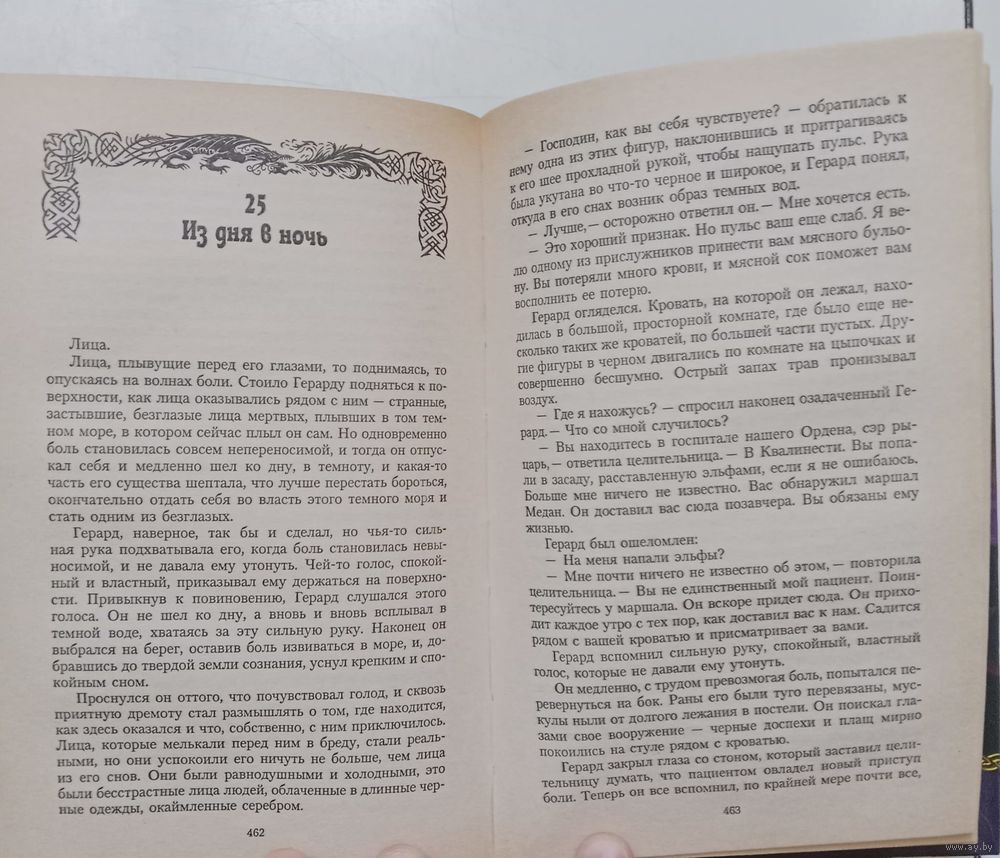 25
Из дня в ночь
Лица.
Лица, плывущие перед его глазами, то поднимаясь, то
опускаясь на волнах боли. Стоило Герарду подняться к по-
верхности, как лица оказывались рядом с ним — странные,
застывшие, безглазые лица мертвых, плывших в том тем-
ном море, в котором сейчас плыл он сам. Но одновременно
боль становилась совсем непереносимой, и тогда он отпус-
кал себя и медленно шел ко дну, в темноту, и какая-то
часть его существа шептала, что лучше перестать бороться,
окончательно отдать себя во власть этого темного моря и
стать одним из безглазых.
Герард, наверное, так бы и сделал, но чья-то силь-
ная рука подхватывала его, когда боль становилась невы-
носимой, и не давала ему утонуть. Чей-то голос, спокой-
ный и властный, приказывал ему держаться на поверхно-
сти. Привыкнув к повиновению, Герард слушался этого
голоса. Он не шел ко дну, а вновь и вновь всплывал в
темной воде, хватаясь за эту сильную руку. Наконец он
выбрался на берег, оставив боль извиваться в море, и, до-
бравшись до твердой земли сознания, уснул крепким и спо-
койным сном.
Проснулся он оттого, что почувствовал голод, и сквозь
приятную дремоту стал размышлять о том, где находится,
как здесь оказался и что, собственно, с ним приключилось.
Лица, которые мелькали перед ним в бреду, стали реаль-
ными, но они успокоили его ничуть не больше, чем лица
из его снов. Они были равнодушными и холодными, это
были бесстрастные лица людей, облаченные в длинные чер-
ные одежды, окаймленные серебром.
462
— Господин, как вы себя чувствуете? — обратилась к
нему одна из этих фигур, наклонившись и притрагиваясь
к его шее прохладной рукой, чтобы нащупать пульс. Рука
была укутана во что-то черное и широкое, и Герард понял,
откуда в его снах возник образ темных вод.
— Лучше,— осторожно ответил он.— Мне хочется есть.
— Это хороший признак. Но пульс ваш еще слаб. Я ве-
лю одному из прислужников принести вам мясного бульо-
ну. Вы потеряли много крови, и мясной сок поможет вам
восполнить ее потерю.
Герард огляделся. Кровать, на которой он лежал, нахо-
дилась в большой, просторной комнате, где было еще не-
сколько таких же кроватей, по большей части пустых. Дру-
гие фигуры в черном двигались по комнате на цыпочках и
совершенно бесшумно. Острый запах трав пронизывал
воздух.
— Где я нахожусь? — спросил наконец озадаченный Ге-
рард.— Что со мной случилось?
— Вы находитесь в госпитале нашего Ордена, сэр ры-
царь,— ответила целительница.— В Квалинести. Вы попа-
ли в засаду, расставленную эльфами, если я не ошибаюсь.
Больше мне ничего не известно. Вас обнаружил маршал
Медан. Он доставил вас сюда позавчера. Вы обязаны ему
жизнью.
Герард был ошеломлен:
— На меня напали эльфы?
— Мне почти ничего не известно об этом,— повторила
целительница.— Вы не единственный мой пациент. Поин-
тересуйтесь у маршала. Он вскоре придет сюда. Он прихо-
дит каждое утро с тех пор, как доставил вас к нам. Садится
рядом с вашей кроватью и присматривает за вами.
Герард вспомнил сильную руку, спокойный, властный
голос, которые не давали ему утонуть.
Он медленно, с трудом превозмогая боль, попытался пе-
ревернуться на бок. Раны его были туго перевязаны, мус-
кулы ныли от долгого лежания в постели. Он поискал гла-
зами свое вооружение — черные доспехи и плащ мирно
покоились на стуле рядом с кроватью.
Герард закрыл глаза со стоном, который заставил цели-
тельницу думать, что пациентом овладел новый приступ
боли. Теперь он все вспомнил, по крайней мере почти все,
463
www.ay.by